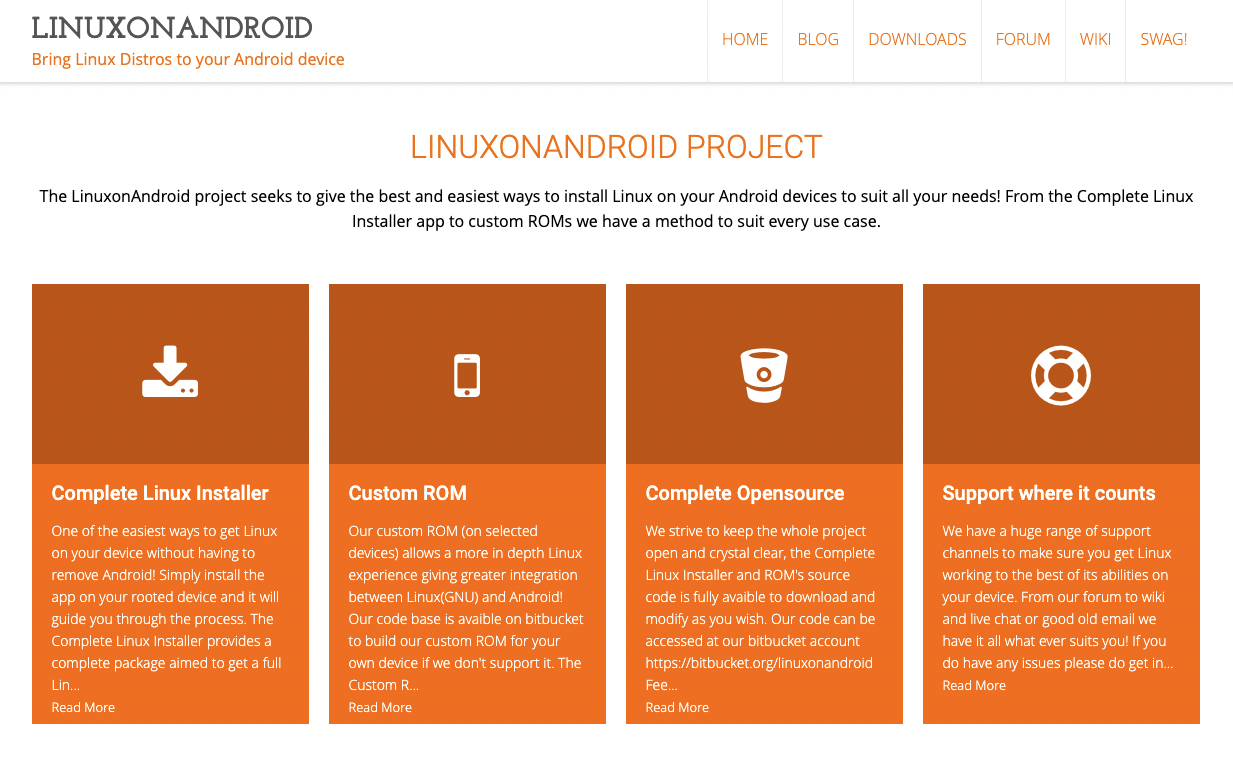 LINUXONANDROID
Bring Linux Distros to your Android device
HOME
BLOG
DOWNLOADS
FORUM
WIKI
SWAG!
LINUXONANDROID PROJECT
The LinuxonAndroid project seeks to give the best and easiest ways to install Linux on your Android devices to suit all your needs! From the Complete Linux
Installer app to custom ROMs we have a method to suit every use case.
Complete Linux Installer
One of the easiest ways to get Linux
on your device without having to
remove Android! Simply install the
app on your rooted device and it will
guide you through the process. The
Complete Linux Installer provides a
complete package aimed to get a full
Lin...
Read More
Custom ROM
Our custom ROM (on selected
devices) allows a more in depth Linux
experience giving greater integration
between Linux(GNU) and Android!
Our code base is avaible on bitbucket
to build our custom ROM for your
own device if we don't support it. The
Custom R...
Read More
Complete Opensource
We strive to keep the whole project
open and crystal clear, the Complete
Linux Installer and ROM's source
code is fully avaible to download and
modify as you wish. Our code can be
accessed at our bitbucket account
https://bitbucket.org/linuxonandroid
Fee...
Read More
Support where it counts
We have a huge range of support
channels to make sure you get Linux
working to the best of its abilities on
your device. From our forum to wiki
and live chat or good old email we
have it all what ever suits you! If you
do have any issues please do get in...
Read More